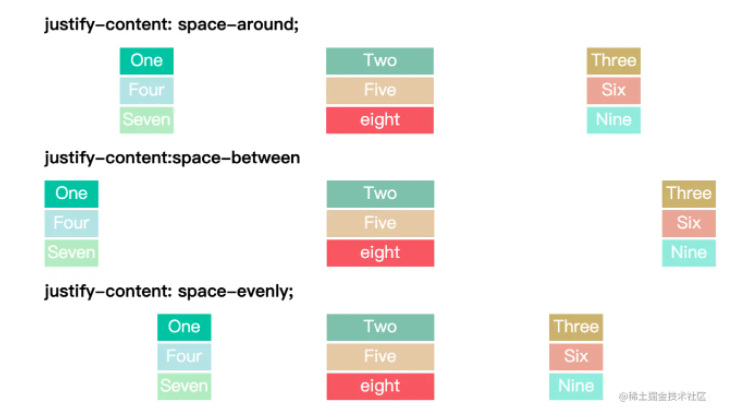 justify-content: space-around;
One Two Three
Four Five Six
Seven eight Nine
justify-content:space-between
One Two Three
Four Five Six
Seven eight Nine
justify-content: space-evenly;
One Two Three
Four Five Six
Seven eight Nine
@稀土掘金技术社区